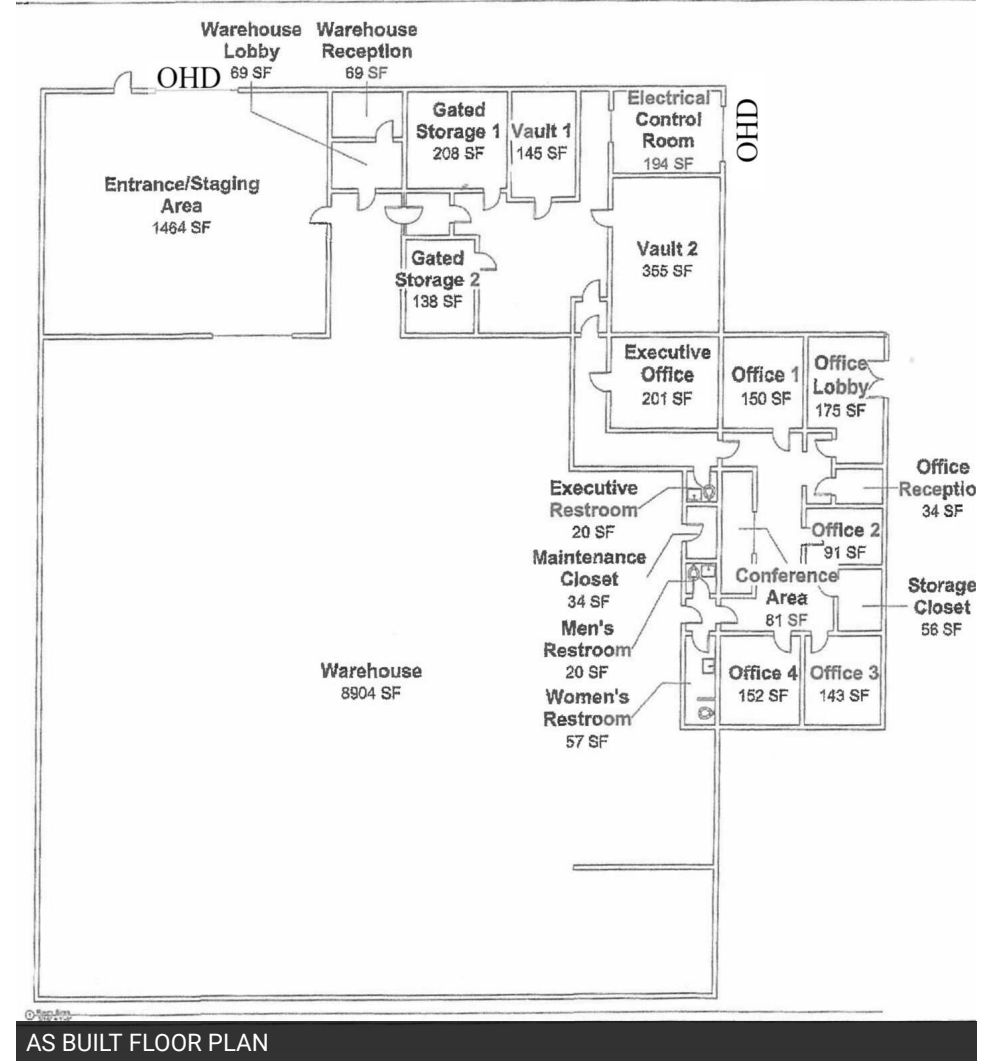 Warehouse
Lobby
69 SF
Warehouse
Reception
69 SF
OHD
Gated
Storage 1
208 SF
Vault 1
145 SF
Electrical
Control
Room
194 SF
OHD
Entrance/Staging
Area
1464 SF
Gated
Storage 2
138 SF
Vault 2
355 SF
Executive
Office
201 SF
Office 1
150 SF
Office
Lobby
175 SF
Office
Receptio
34 SF
Executive
Restroom
20 SF
Office 2
91 SF
Maintenance
Closet
34 SF
Conference
Area
81 SF
Storage
Closet
56 SF
Men's
Restroom
20 SF
Warehouse
8904 SF
Women's
Restroom
57 SF
Office 4
152 SF
Office 3
143 SF
AS BUILT FLOOR PLAN